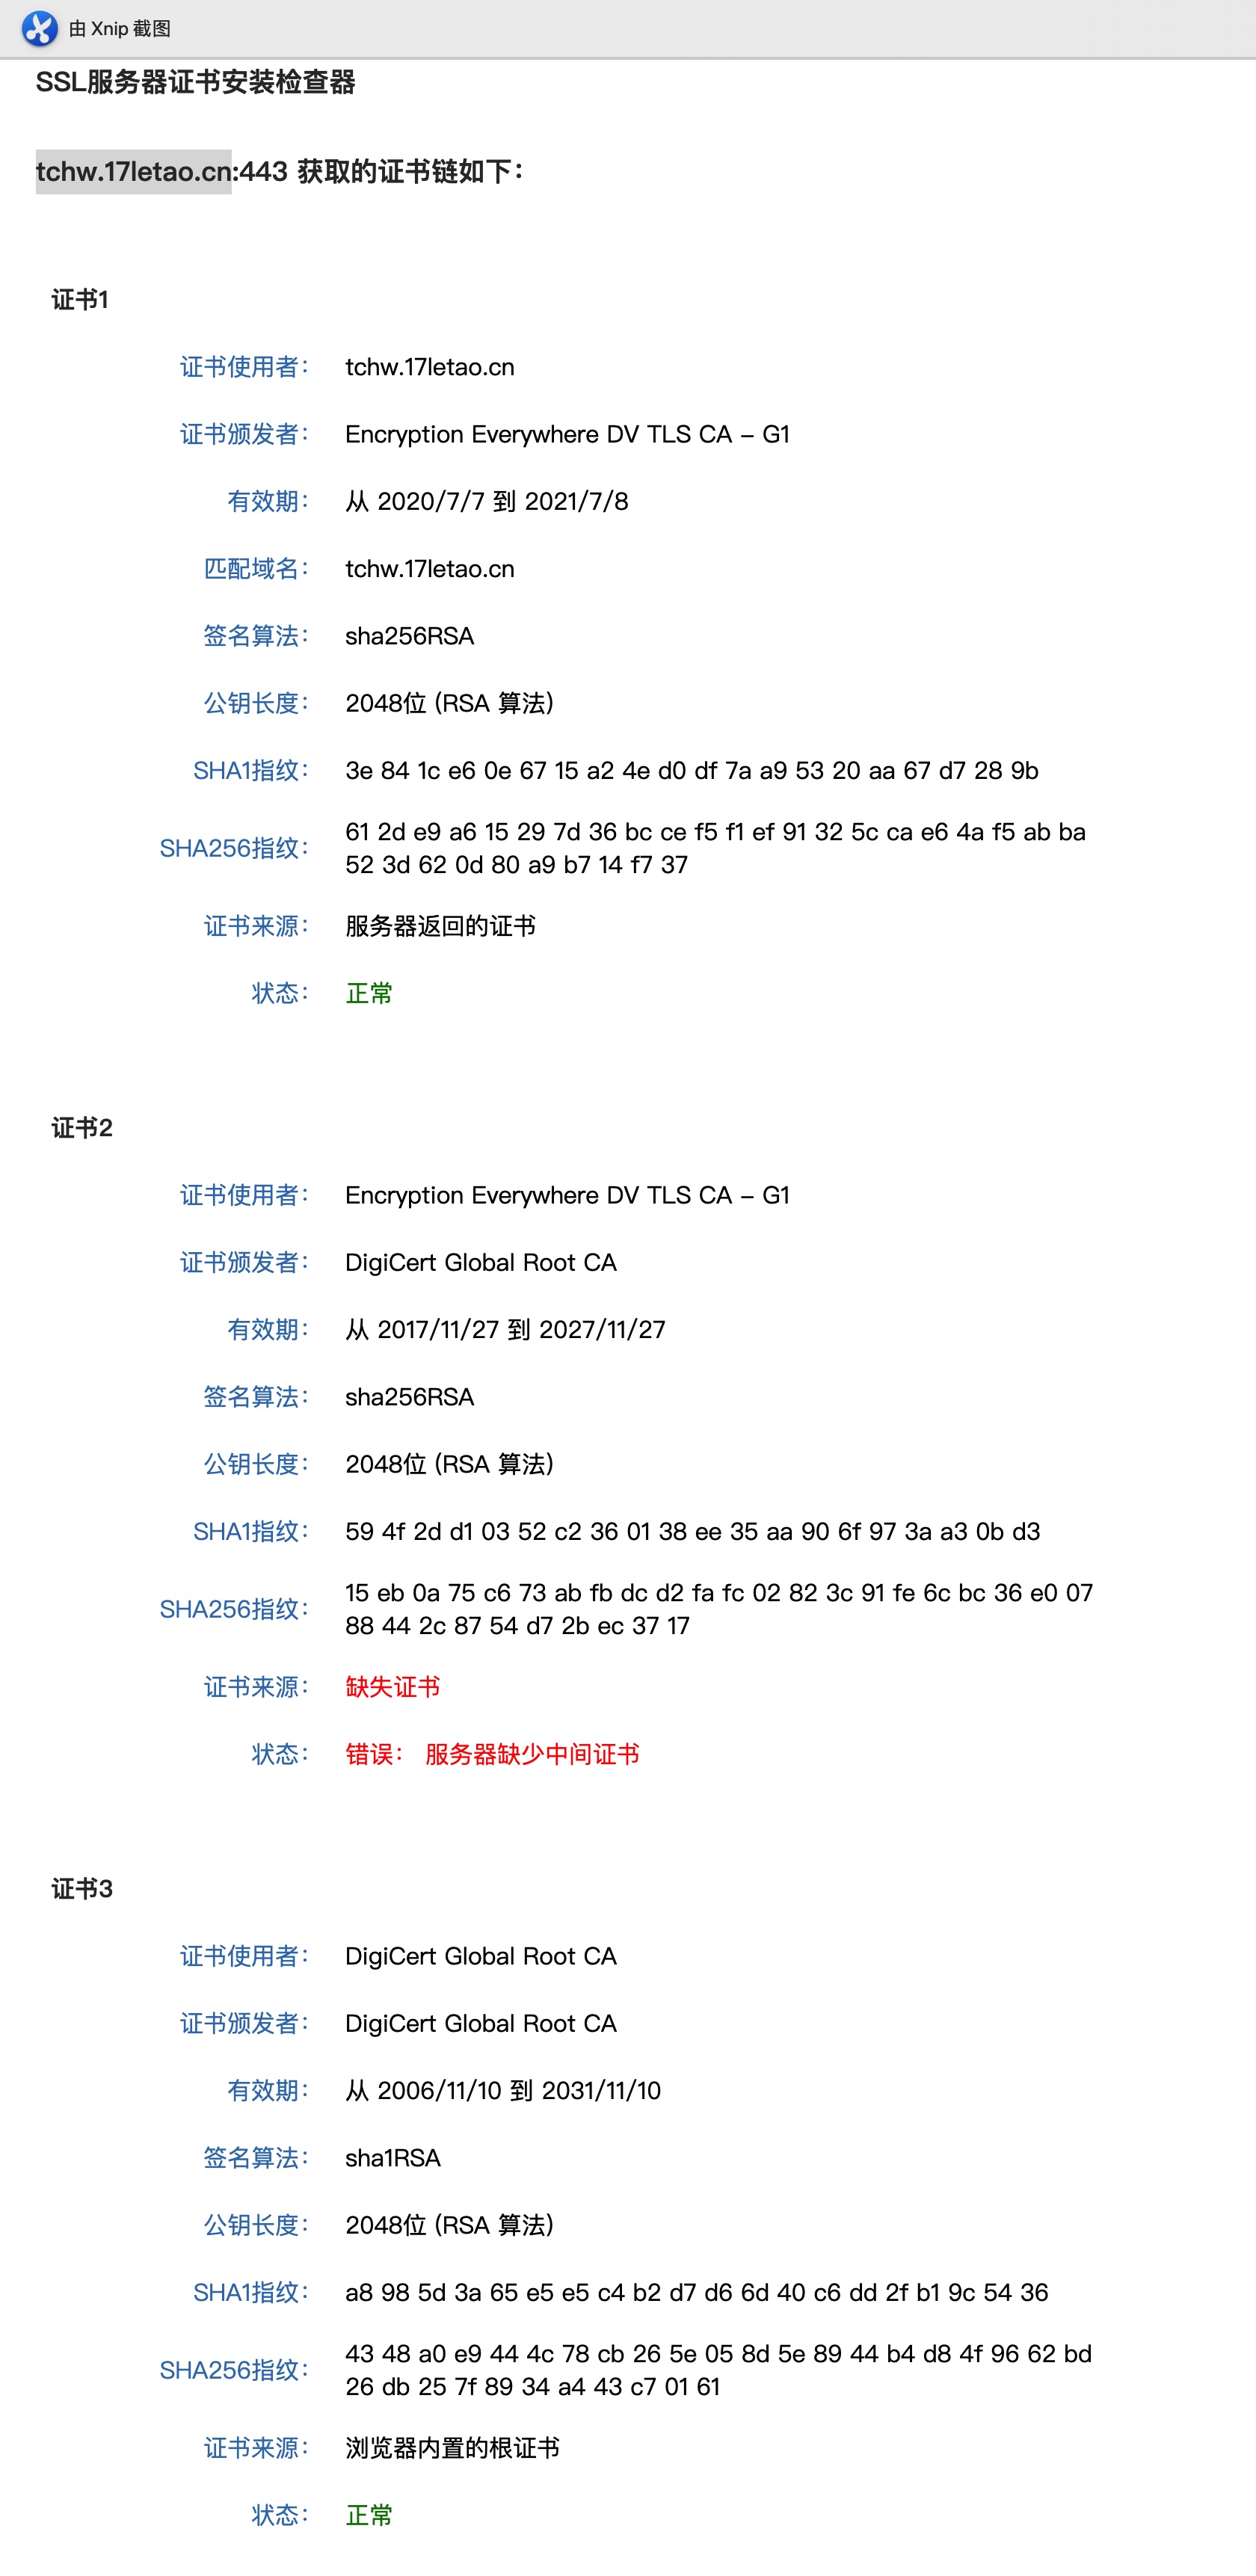 由 Xnip 截图
SSL服务器证书安装检查器
tchw.17letao.cn:443 获取的证书链如下：
证书1
证书使用者： tchw.17letao.cn
证书颁发者： Encryption Everywhere DV TLS CA – G1
有效期： 从 2020/7/7 到 2021/7/8
匹配域名： tchw.17letao.cn
签名算法： sha256RSA
公钥长度： 2048位 (RSA 算法)
SHA1指纹： 3e 84 1c e6 0e 67 15 a2 4e d0 df 7a a9 53 20 aa 67 d7 28 9b
SHA256指纹： 61 2d e9 a6 15 29 7d 36 bc ce f5 f1 ef 91 32 5c ca e6 4a f5 ab ba
52 3d 62 0d 80 a9 b7 14 f7 37
证书来源： 服务器返回的证书
状态： 正常
证书2
证书使用者： Encryption Everywhere DV TLS CA – G1
证书颁发者： DigiCert Global Root CA
有效期： 从 2017/11/27 到 2027/11/27
签名算法： sha256RSA
公钥长度： 2048位 (RSA 算法)
SHA1指纹： 59 4f 2d d1 03 52 c2 36 01 38 ee 35 aa 90 6f 97 3a a3 0b d3
SHA256指纹： 15 eb 0a 75 c6 73 ab fb dc d2 fa fc 02 82 3c 91 fe 6c bc 36 e0 07
88 44 2c 87 54 d7 2b ec 37 17
证书来源： 缺失证书
状态： 错误： 服务器缺少中间证书
证书3
证书使用者： DigiCert Global Root CA
证书颁发者： DigiCert Global Root CA
有效期： 从 2006/11/10 到 2031/11/10
签名算法： sha1RSA
公钥长度： 2048位 (RSA 算法)
SHA1指纹： a8 98 5d 3a 65 e5 e5 c4 b2 d7 d6 6d 40 c6 dd 2f b1 9c 54 36
SHA256指纹： 43 48 a0 e9 44 4c 78 cb 26 5e 05 8d 5e 89 44 b4 d8 4f 96 62 bd
26 db 25 7f 89 34 a4 43 c7 01 61
证书来源： 浏览器内置的根证书
状态： 正常